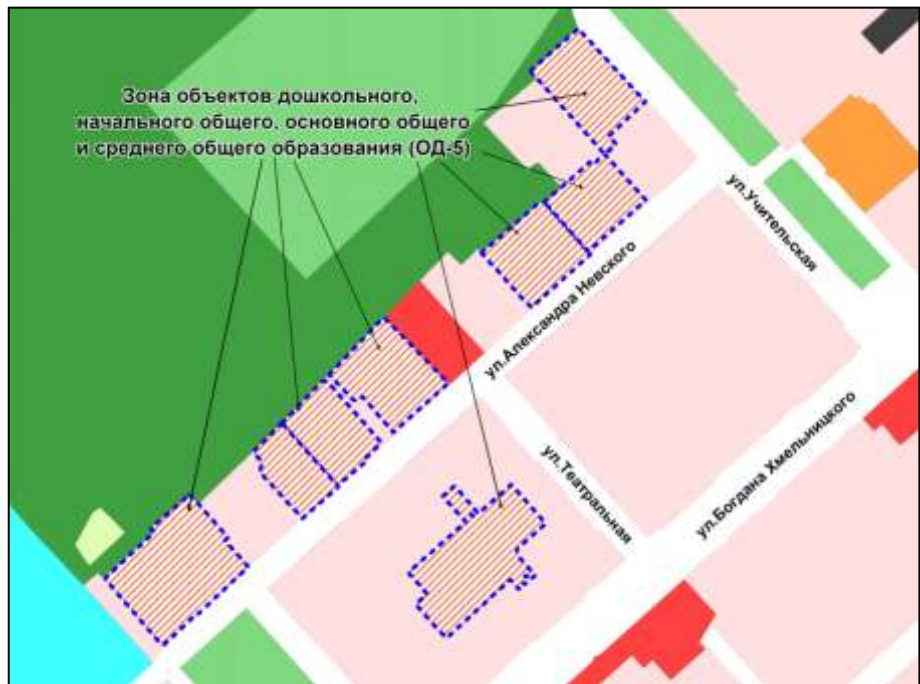 Зона объектов дошкольного,
начального общего, основного общего
и среднего общего образования (ОД-5)
ул.Учительская
ул.Александра Невского
ул.Театральная
ул.Богдана Хмельницкого